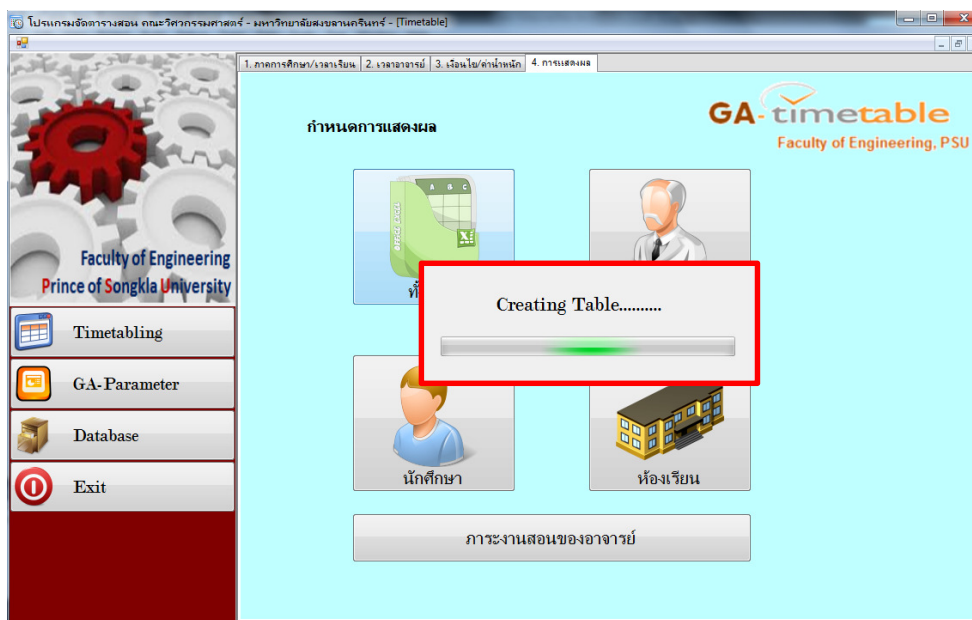 โปรแกรมจัดตารางสอน คณะวิศวกรรมศาสตร์ - มหาวิทยาลัยสงขลานครินทร์ - [Timetable]
1. ภาคการศึกษา/เวลาเรียน 2. เวลาอาจารย์ 3. เงื่อนไข/ค่าน้ำหนัก 4. การแสดงผล
กำหนดการแสดงผล
GA-timetable
Faculty of Engineering, PSU
A B C
OFFICE EXCEL
Faculty of Engineering
Prince of Songkla University
Timetabling
GA-Parameter
Database
Exit
Creating Table..........
นักศึกษา
ห้องเรียน
ภาระงานสอนของอาจารย์